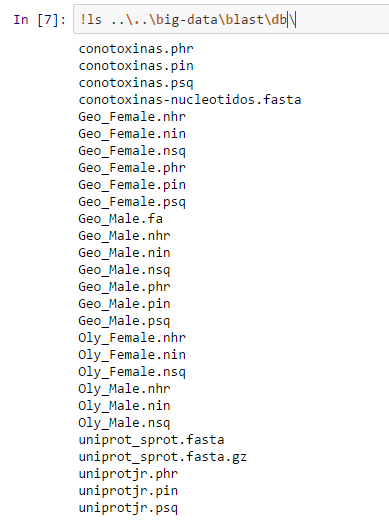 In [7]: !ls ..\..\big-data\blast\db\
conotoxinas.phr
conotoxinas.pin
conotoxinas.psq
conotoxinas-nucleotidos.fasta
Geo_Female.nhr
Geo_Female.nin
Geo_Female.nsq
Geo_Female.phr
Geo_Female.pin
Geo_Female.psq
Geo_Male.fa
Geo_Male.nhr
Geo_Male.nin
Geo_Male.nsq
Geo_Male.phr
Geo_Male.pin
Geo_Male.psq
Oly_Female.nhr
Oly_Female.nin
Oly_Female.nsq
Oly_Male.nhr
Oly_Male.nin
Oly_Male.nsq
uniprot_sprot.fasta
uniprot_sprot.fasta.gz
uniprotjr.phr
uniprotjr.pin
uniprotjr.psq